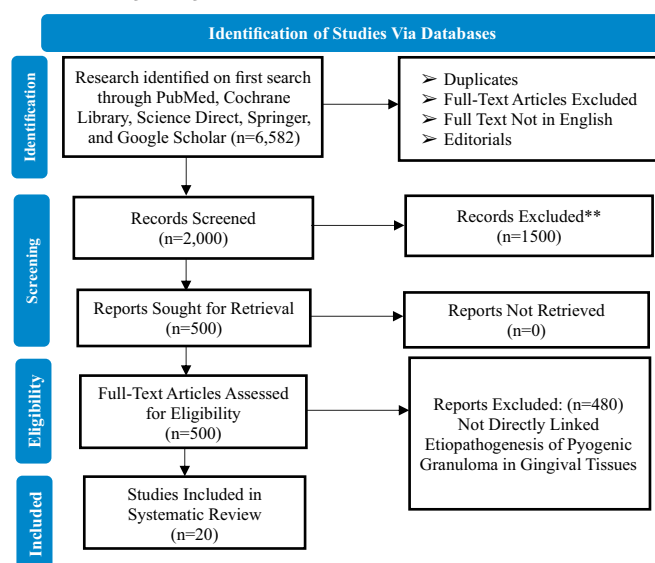 Identification of Studies Via Databases
Identification
Research identified on first search
through PubMed, Cochrane
Library, Science Direct, Springer,
and Google Scholar (n=6,582)
➢ Duplicates
➢ Full-Text Articles Excluded
➢ Full Text Not in English
➢ Editorials
Screening
Records Screened
(n=2,000)
Records Excluded**
(n=1500)
Reports Sought for Retrieval
(n=500)
Reports Not Retrieved
(n=0)
Eligibility
Full-Text Articles Assessed
for Eligibility
(n=500)
Reports Excluded: (n=480)
Not Directly Linked
Etiopathogenesis of Pyogenic
Granuloma in Gingival Tissues
Included
Studies Included in
Systematic Review
(n=20)